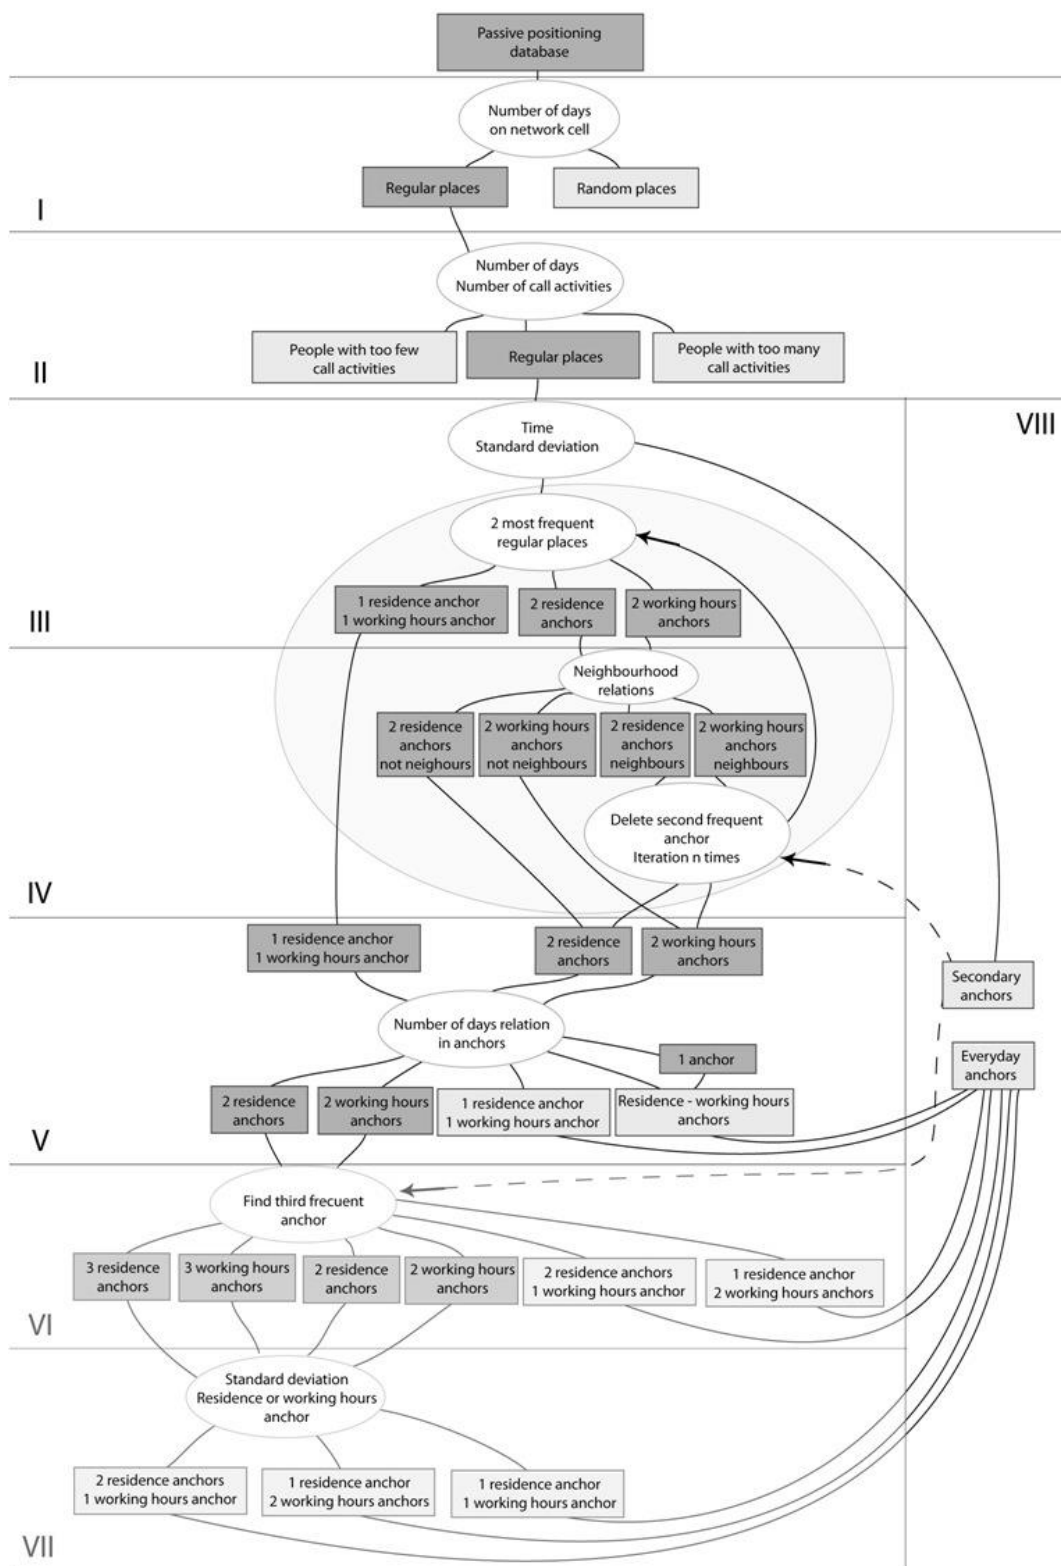 Passive positioning
database
Number of days
on network cell
Regular places
Random places
I
Number of days
Number of call activities
People with too few
call activities
Regular places
People with too many
call activities
II
VIII
Time
Standard deviation
2 most frequent
regular places
1 residence anchor
1 working hours anchor
2 residence
anchors
2 working hours
anchors
III
Neighbourhood
relations
2 residence
anchors
not neighours
2 working hours
anchors
not neighbours
2 residence
anchors
neighbours
2 working hours
anchors
neighbours
Delete second frequent
anchor
Iteration n times
IV
1 residence anchor
1 working hours anchor
2 residence
anchors
2 working hours
anchors
Secondary
anchors
Number of days relation
in anchors
1 anchor
Everyday
anchors
2 residence
anchors
2 working hours
anchors
1 residence anchor
1 working hours anchor
Residence - working hours
anchors
V
Find third frecuent
anchor
3 residence
anchors
3 working hours
anchors
2 residence
anchors
2 working hours
anchors
2 residence anchors
1 working hours anchor
1 residence anchor
2 working hours anchors
VI
Standard deviation
Residence or working hours
anchor
2 residence anchors
1 working hours anchor
1 residence anchor
2 working hours anchors
1 residence anchor
1 working hours anchor
VII